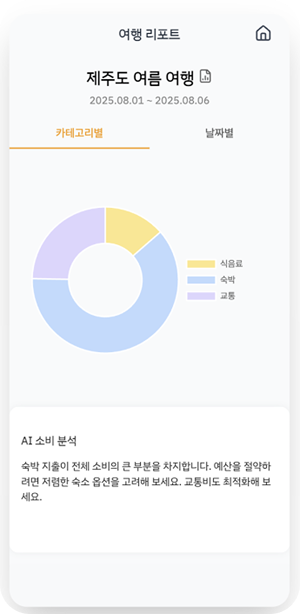 여행 리포트
제주도 여름 여행
2025.08.01 ~ 2025.08.06
카테고리별 날짜별
식음료
숙박
교통
AI 소비 분석
숙박 지출이 전체 소비의 큰 부분을 차지합니다. 예산을 절약하
려면 저렴한 숙소 옵션을 고려해 보세요. 교통비도 최적화해 보
세요.